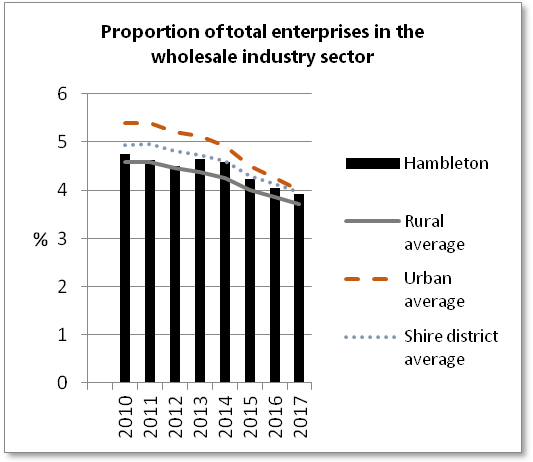 Proportion of total enterprises in the
wholesale industry sector
6
5
4
3
2
1
0
%
2010
2011
2012
2013
2014
2015
2016
2017
Hambleton
Rural
average
Urban
average
Shire district
average